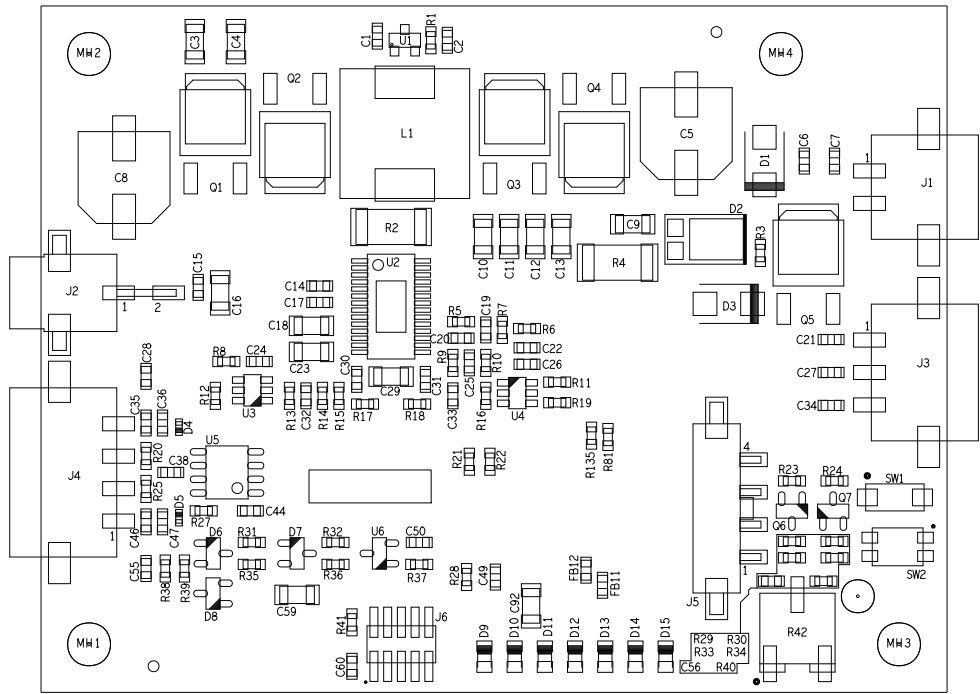 MH2
C3
C4
C1
U1
R1
C2
MH4
Q2
Q4
L1
C5
D1
C6
C7
1
J1
C8
Q1
Q3
D2
R2
C9
R3
C10
C11
C12
C13
R4
U2
J2
1
2
C15
C16
C14
C17
C18
C23
R5
C20
C19
R7
R6
C22
C26
D3
Q5
C21
1
J3
C27
C34
C28
R8
C24
C30
C29
C31
R9
C25
R10
R11
R19
R12
U3
R13
C32
R14
R15
R17
R18
C33
R16
U4
C35
C36
D4
R20
U5
C38
J4
R25
D5
R27
C44
R21
R22
R135
R81
4
R23
R24
SW1
Q7
Q6
1
C46
C47
D6
R31
D7
R32
U6
C50
C55
R38
R39
R35
R36
R37
D8
C59
R28
C49
FB12
FB11
C92
1
J5
SW2
R41
J6
C60
MH1
D9
D10
D11
D12
D13
D14
D15
R29
R30
R33
R34
C56
R40
R42
MH3